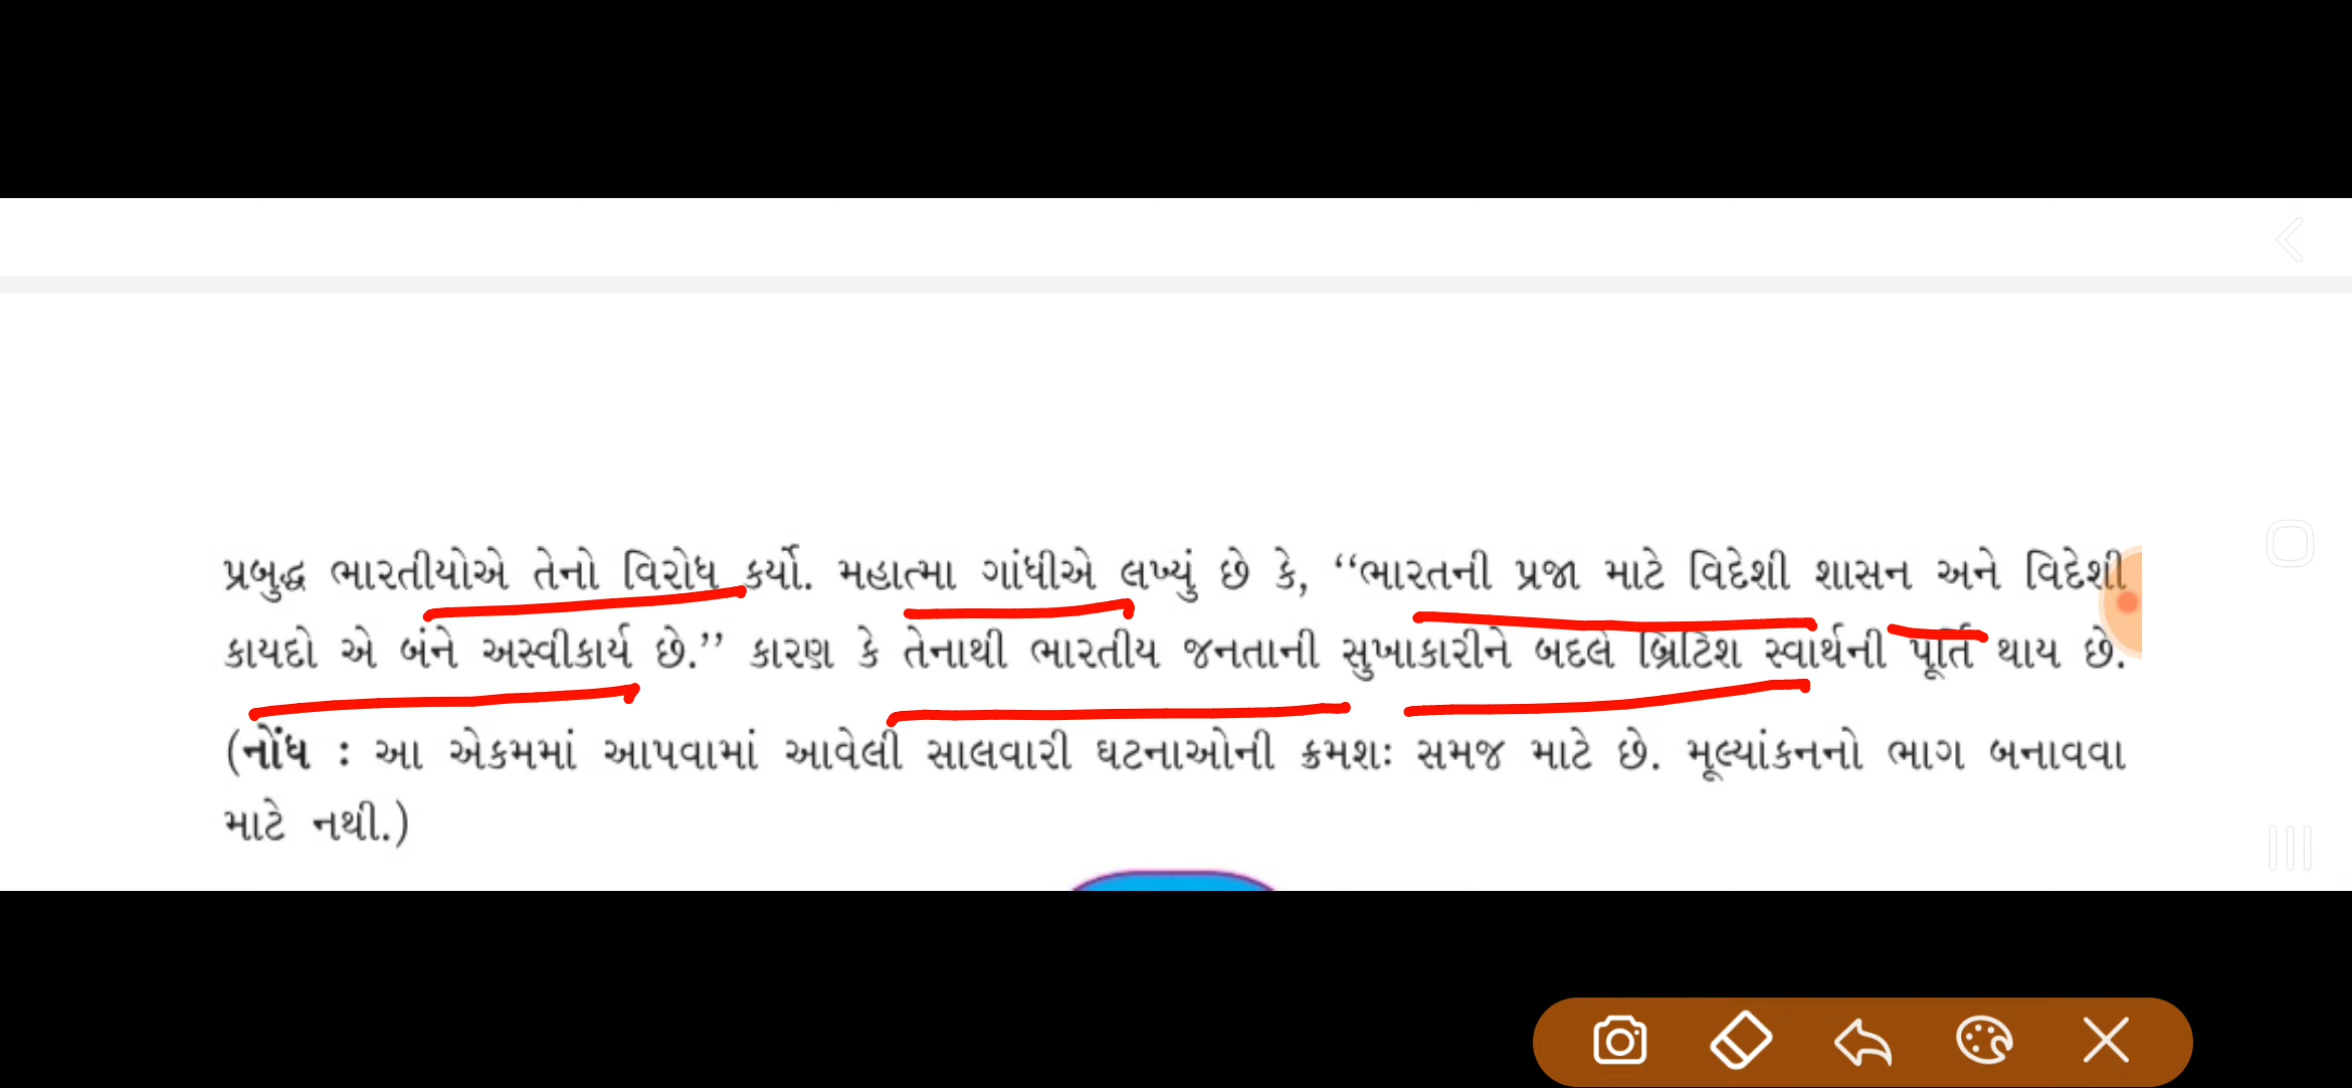 પ્રબુદ્ધ ભારતીયોએ તેનો વિરોધ કર્યો. મહાત્મા ગાંધીએ લખ્યું છે કે, ‘‘ભારતની પ્રજા માટે વિદેશી શાસન અને વિદેશી
કાયદો એ બંને અસ્વીકાર્ય છે.’’ કારણ કે તેનાથી ભારતીય જનતાની સુખાકારીને બદલે બ્રિટિશ સ્વાર્થની પૂર્તિ થાય છે.
(નોંધ : આ એકમમાં આપવામાં આવેલી સાલવારી ઘટનાઓની ક્રમશઃ સમજ માટે છે. મૂલ્યાંકનનો ભાગ બનાવવા
માટે નથી.)